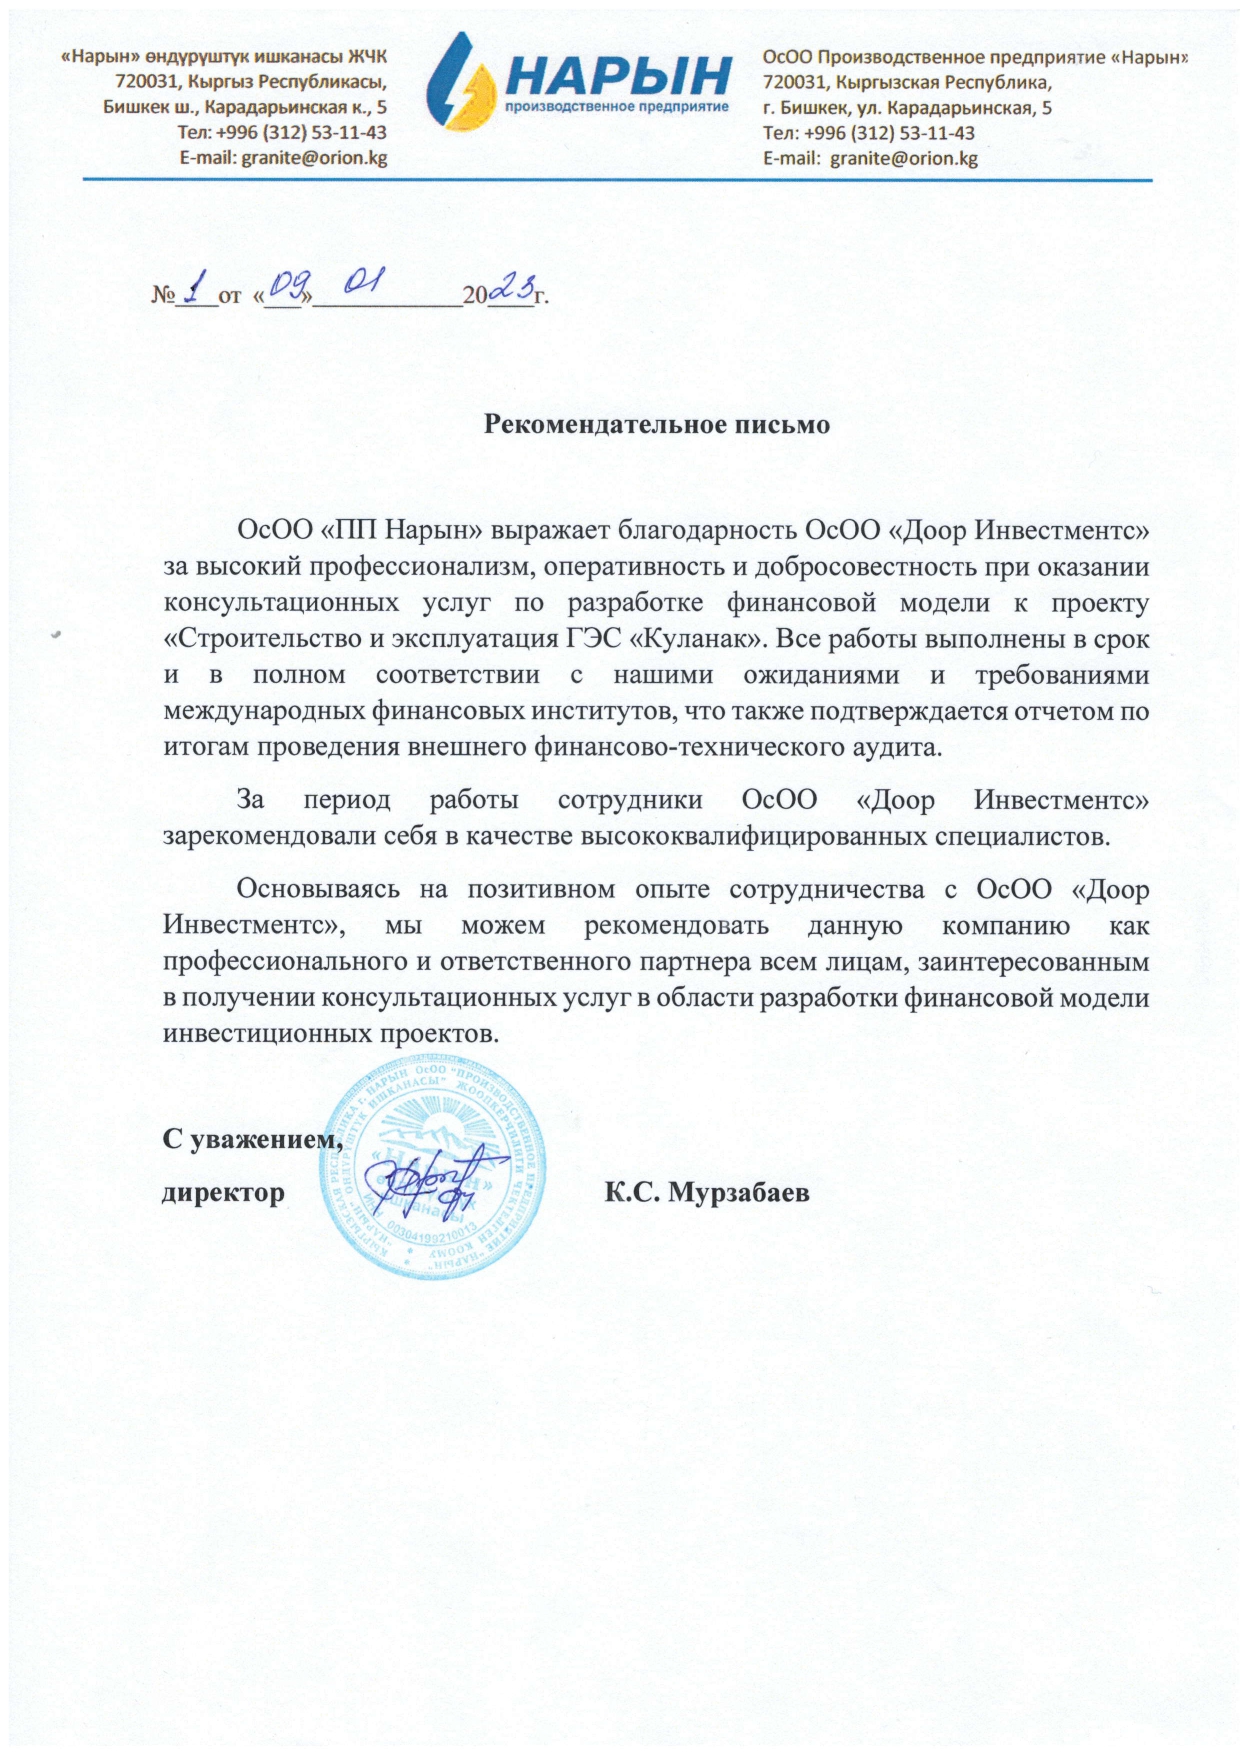 «Нарын» өндүрүштүк ишканасы ЖЧК
720031, Кыргыз Республикасы,
Бишкек ш., Карадарьинская к., 5
Тел: +996 (312) 53-11-43
E-mail: granite@orion.kg
НАРЫН
производственное предприятие
ОсОО Производственное предприятие «Нарын»
720031, Кыргызская Республика,
г. Бишкек, ул. Карадарьинская, 5
Тел: +996 (312) 53-11-43
E-mail: granite@orion.kg
№ 1 от «09» 01 2023г.
Рекомендательное письмо
ОсОО «ПП Нарын» выражает благодарность ОсОО «Доор Инвестментс»
за высокий профессионализм, оперативность и добросовестность при оказании
консультационных услуг по разработке финансовой модели к проекту
«Строительство и эксплуатация ГЭС «Куланак». Все работы выполнены в срок
и в полном соответствии с нашими ожиданиями и требованиями
международных финансовых институтов, что также подтверждается отчетом по
итогам проведения внешнего финансово-технического аудита.
За период работы сотрудники ОсОО «Доор Инвестментс»
зарекомендовали себя в качестве высококвалифицированных специалистов.
Основываясь на позитивном опыте сотрудничества с ОсОО «Доор
Инвестментс», мы можем рекомендовать данную компанию как
профессионального и ответственного партнера всем лицам, заинтересованным
в получении консультационных услуг в области разработки финансовой модели
инвестиционных проектов.
С уважением,
директор К.С. Мурзабаев
КЫРГЫЗСКАЯ РЕСПУБЛИКА г. НАРЫН ОсОО "ПРОИЗВОДСТВЕННОЕ ПРЕДПРИЯТИЕ "НАРЫН"
"НАРЫН" ӨНДҮРҮШТҮК ИШКАНАСЫ" ЖООПКЕРЧИЛИГИ ЧЕКТЕЛГЕН КООМУ
«НАРЫН»
ишканасы
ИНН 00304199210013